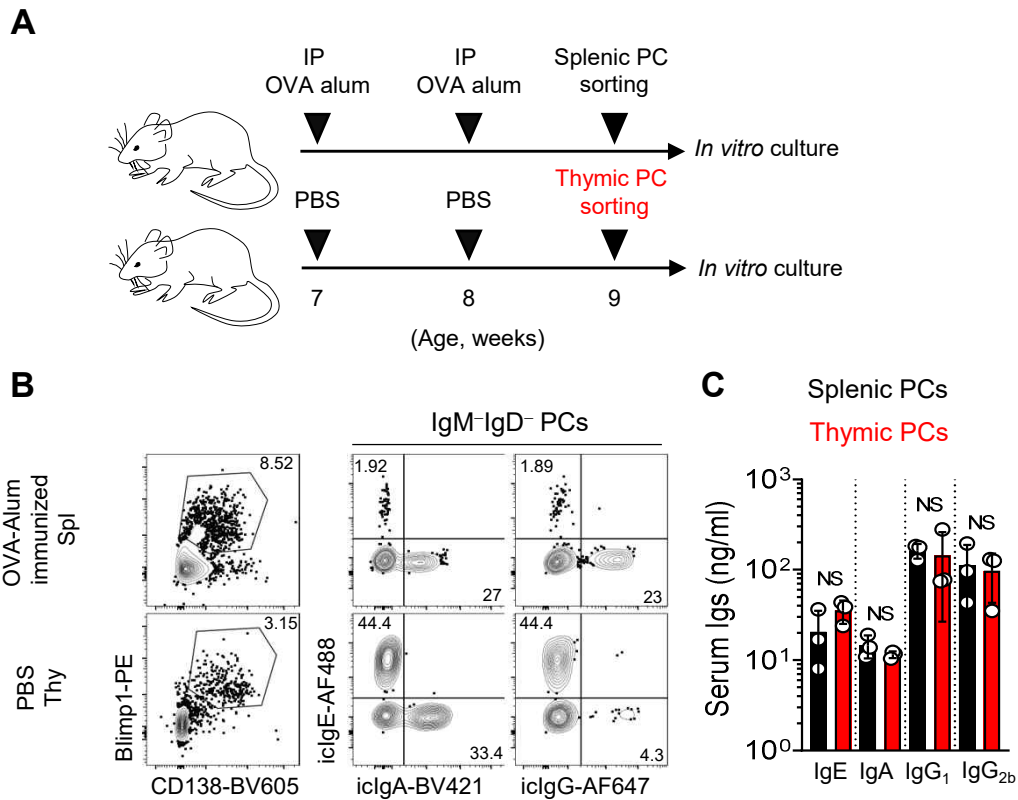 A
IP
OVA alum
IP
OVA alum
Splenic PC
sorting
In vitro culture
PBS
PBS
Thymic PC
sorting
In vitro culture
7
8
9
(Age, weeks)
B
IgM–IgD– PCs
OVA-Alum
immunized
Spl
8.52
1.92
27
1.89
23
PBS
Thy
3.15
44.4
33.4
44.4
4.3
Blimp1-PE
icIgE-AF488
CD138-BV605
icIgA-BV421
icIgG-AF647
C
Splenic PCs
Thymic PCs
Serum Igs (ng/ml)
10³
10²
10¹
10⁰
NS
NS
NS
NS
IgE
IgA
IgG₁
IgG₂b